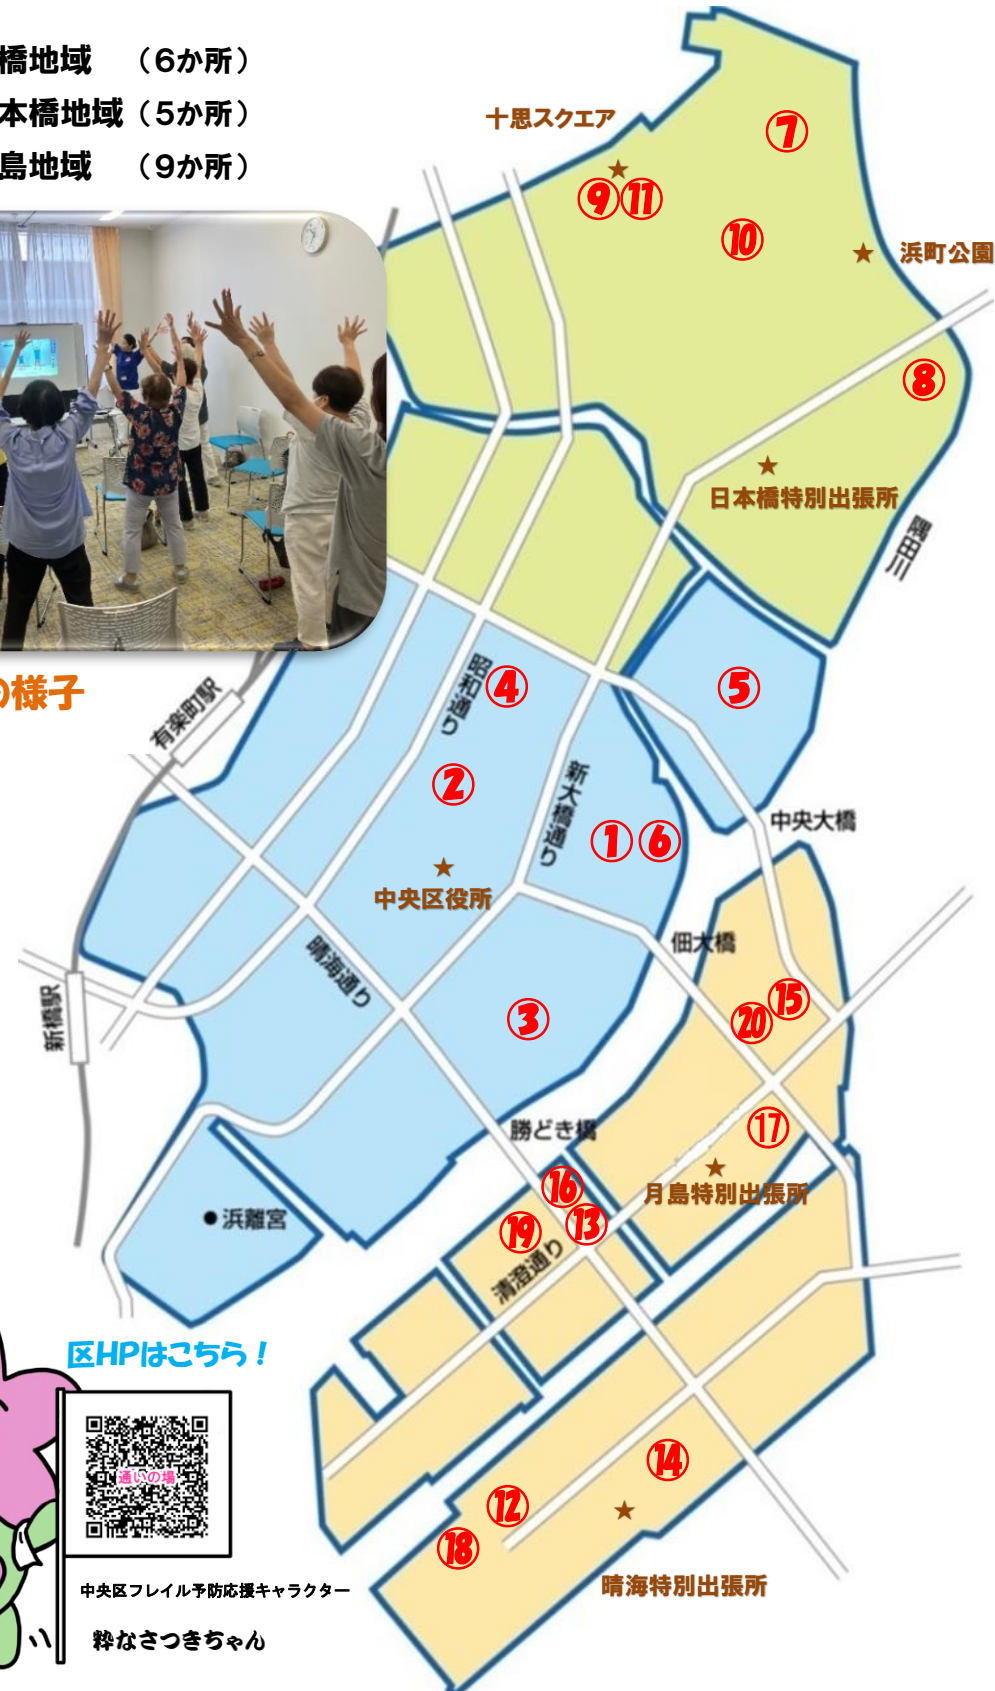 橋地域　（6か所）
本橋地域（5か所）
島地域　（9か所）
十思スクエア
⑦
⑨⑪
⑩
浜町公園
⑧
日本橋特別出張所
隅田川
の様子
昭和通り
④
⑤
有楽町駅
②
新大橋通り
①⑥
中央大橋
中央区役所
佃大橋
晴海通り
新橋駅
③
⑮
⑳
勝どき橋
⑰
月島特別出張所
⑯
⑬
⑲
浜離宮
清澄通り
区HPはこちら！
通いの場
⑭
⑫
⑱
晴海特別出張所
中央区フレイル予防応援キャラクター
粋なさつきちゃん